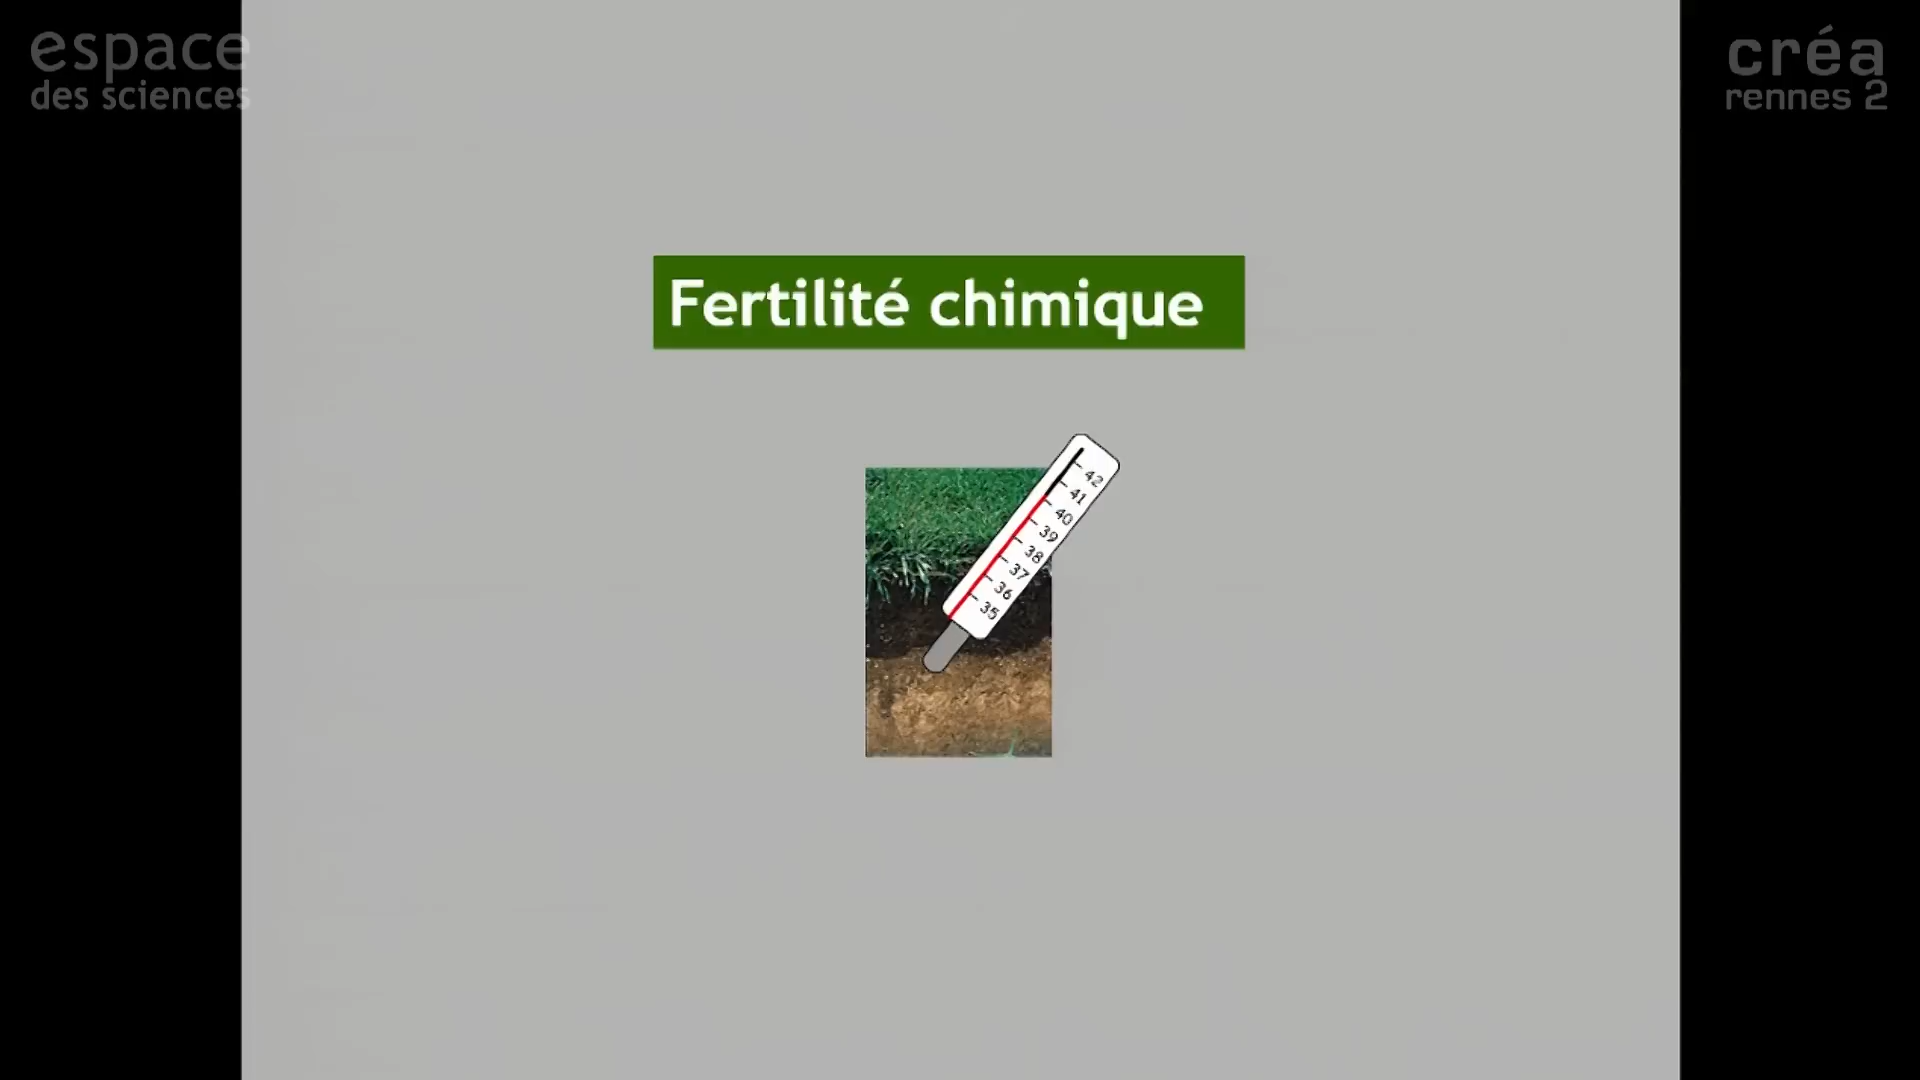 espace
des sciences
créa
rennes 2
Fertilité chimique
42
41
40
39
38
37
36
35